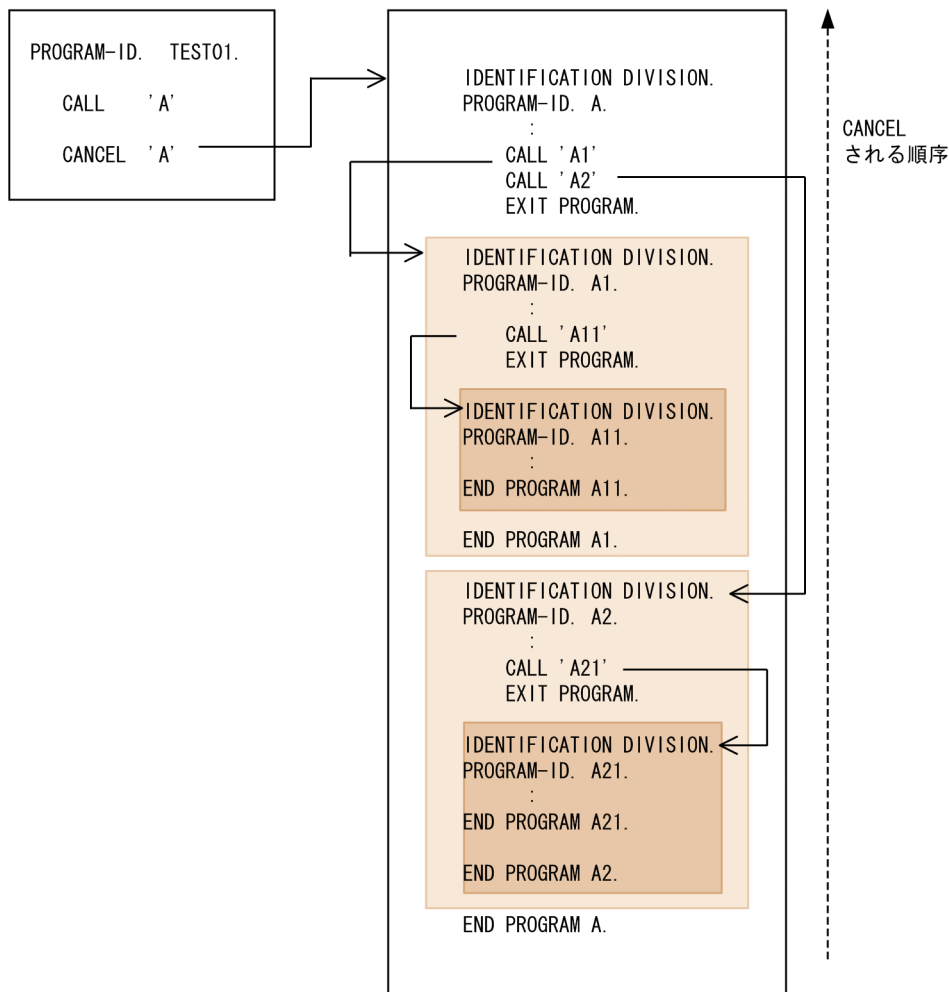 PROGRAM-ID. TEST01.
CALL 'A'
CANCEL 'A'
IDENTIFICATION DIVISION.
PROGRAM-ID. A.
:
CALL 'A1'
CALL 'A2'
EXIT PROGRAM.
IDENTIFICATION DIVISION.
PROGRAM-ID. A1.
:
CALL 'A11'
EXIT PROGRAM.
IDENTIFICATION DIVISION.
PROGRAM-ID. A11.
:
END PROGRAM A11.
END PROGRAM A1.
IDENTIFICATION DIVISION.
PROGRAM-ID. A2.
:
CALL 'A21'
EXIT PROGRAM.
IDENTIFICATION DIVISION.
PROGRAM-ID. A21.
:
END PROGRAM A21.
END PROGRAM A2.
END PROGRAM A.
CANCEL
される順序